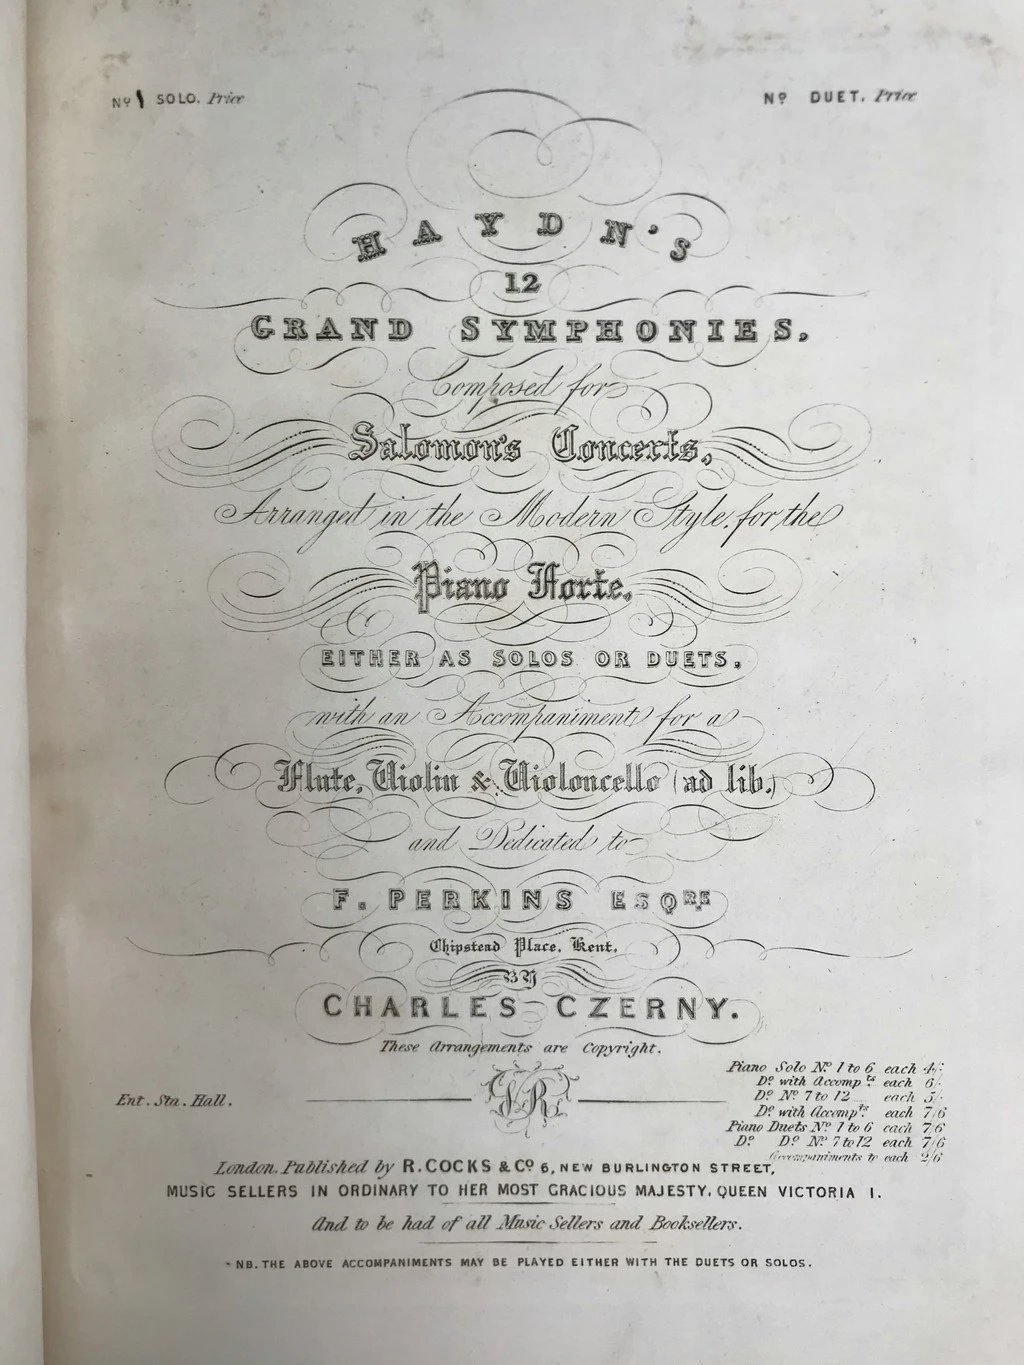 No 1 SOLO. Price
No DUET. Price
HAYDN'S
12
GRAND SYMPHONIES,
Composed for
Salomon's Concerts,
Arranged in the Modern Style, for the
Piano Forte,
EITHER AS SOLOS OR DUETS,
with an Accompaniment for a
Flute, Violin & Violoncello (ad lib.)
and Dedicated to
F. PERKINS ESQRE
Chipstead Place, Kent,
BY
CHARLES CZERNY.
These Arrangements are Copyright.
Ent. Sta. Hall.
Piano Solo No. 1 to 6 each 4/-
Do. with Accompts each 6/-
Do. No. 7 to 12 each 5/-
Do. with Accompts. each 7/6
Piano Duets No. 1 to 6 each 7/6
Do. Do. No. 7 to 12 each 7/6
Accompaniments to each 2/6
London, Published by R. COCKS & Co 6, NEW BURLINGTON STREET,
MUSIC SELLERS IN ORDINARY TO HER MOST GRACIOUS MAJESTY, QUEEN VICTORIA I.
And to be had of all Music Sellers and Booksellers.
NB. THE ABOVE ACCOMPANIMENTS MAY BE PLAYED EITHER WITH THE DUETS OR SOLOS.